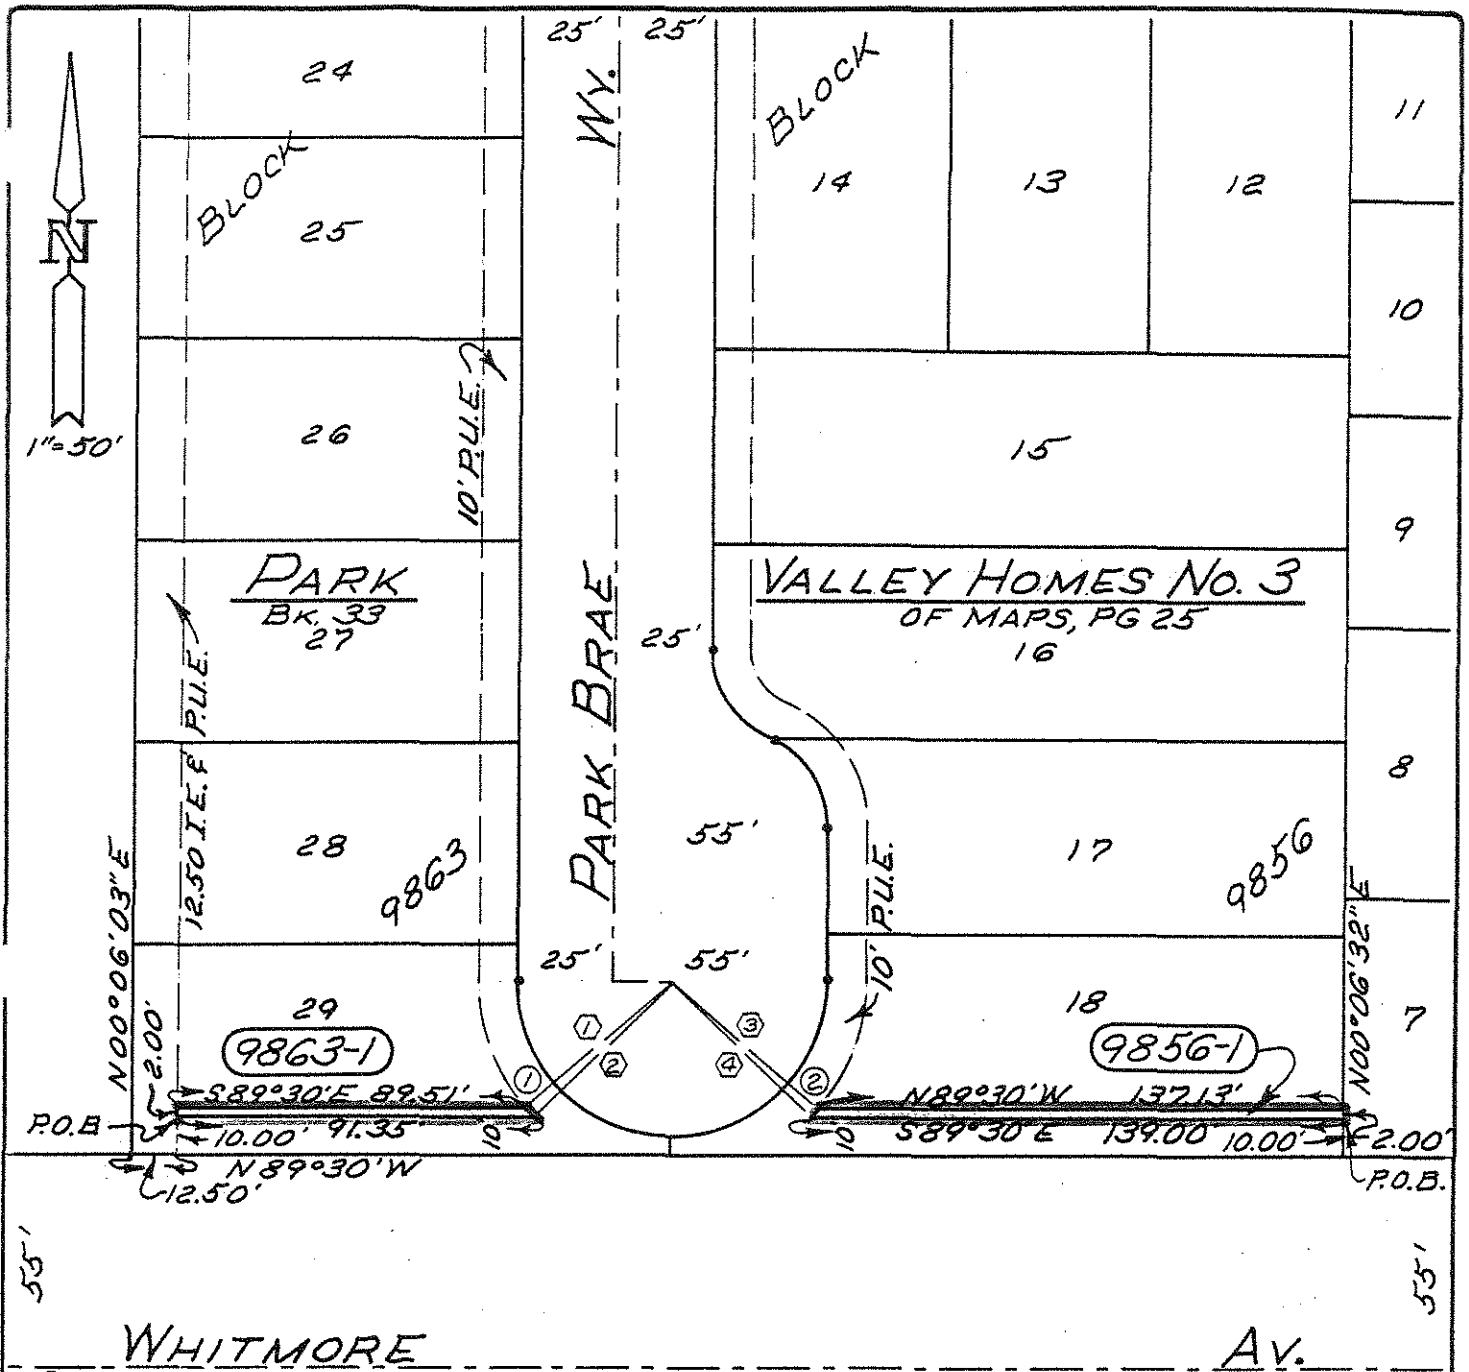 25' 25'
24
WY.
BLOCK
11
BLOCK
14
13
12
N
25
10
10' P.U.E.
1"=50'
26
15
9
PARK
VALLEY HOMES NO. 3
BK. 33
OF MAPS, PG 25
27
16
25'
PARK BRAE
12.50 I.E. & P.U.E.
8
55'
28
17
9863
9856
10' P.U.E.
N00°06'03"E
N00°06'32"E
25'
55'
29
18
7
2.00'
1
3
9863-1
9856-1
2
4
1
2
S89°30'E 89.51'
N89°30'W 137.13'
P.O.B
10.00' 91.35'
10
10
S89°30'E 139.00'
10.00'
2.00'
N89°30'W
P.O.B.
12.50'
55'
55'
WHITMORE
AV.